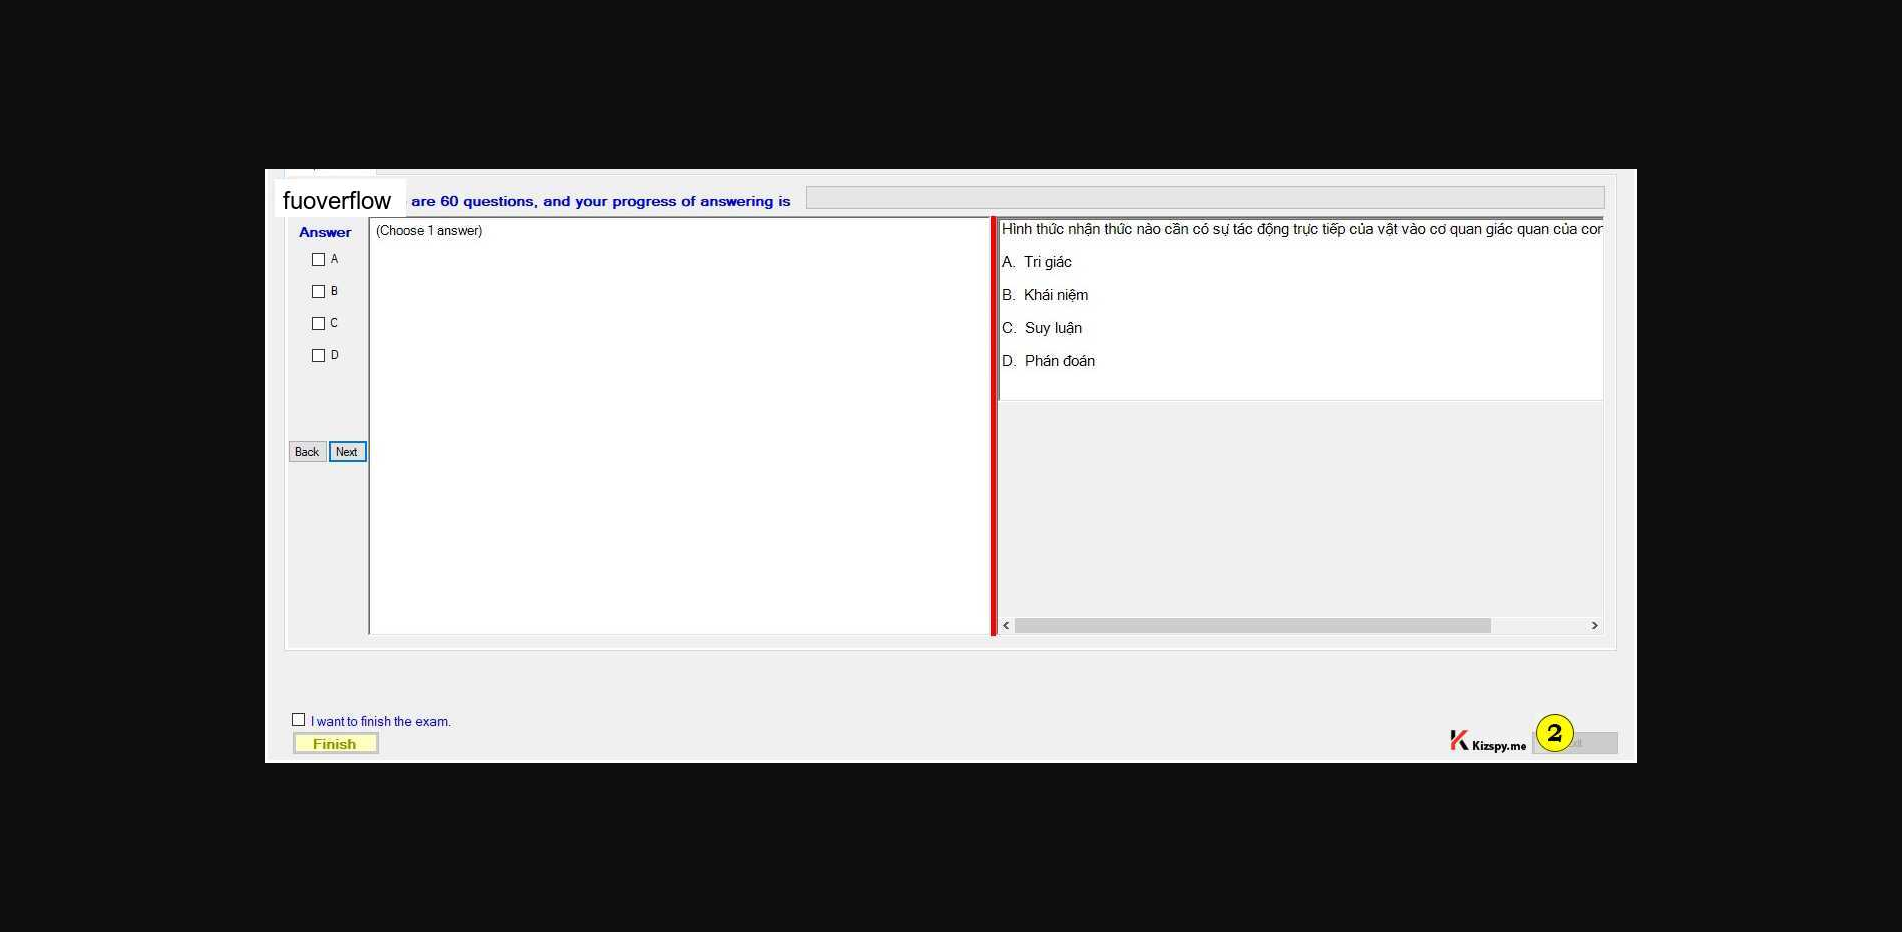 fuoverflow
are 60 questions, and your progress of answering is
Answer
A
B
C
D
Back Next
(Choose 1 answer)
Hình thức nhận thức nào cần có sự tác động trực tiếp của vật vào cơ quan giác quan của con
A. Tri giác
B. Khái niệm
C. Suy luận
D. Phán đoán
I want to finish the exam.
Finish
Kizspy.me
2